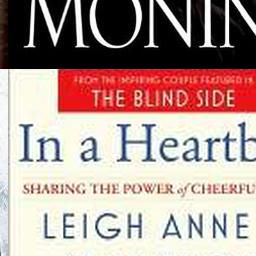 MONIN
FROM THE INSPIRING COUPLE FEATURED IN
THE BLIND SIDE
In a Heartb
SHARING THE POWER of CHEERFU
LEIGH ANNE